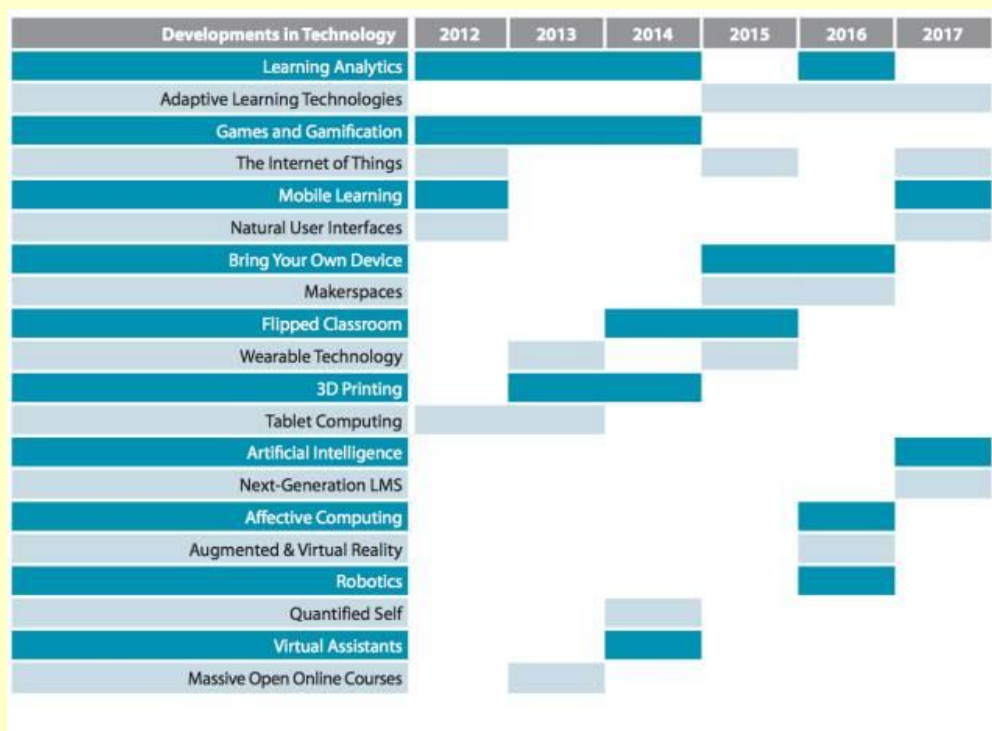 Developments in Technology 2012 2013 2014 2015 2016 2017
Learning Analytics
Adaptive Learning Technologies
Games and Gamification
The Internet of Things
Mobile Learning
Natural User Interfaces
Bring Your Own Device
Makerspaces
Flipped Classroom
Wearable Technology
3D Printing
Tablet Computing
Artificial Intelligence
Next-Generation LMS
Affective Computing
Augmented & Virtual Reality
Robotics
Quantified Self
Virtual Assistants
Massive Open Online Courses